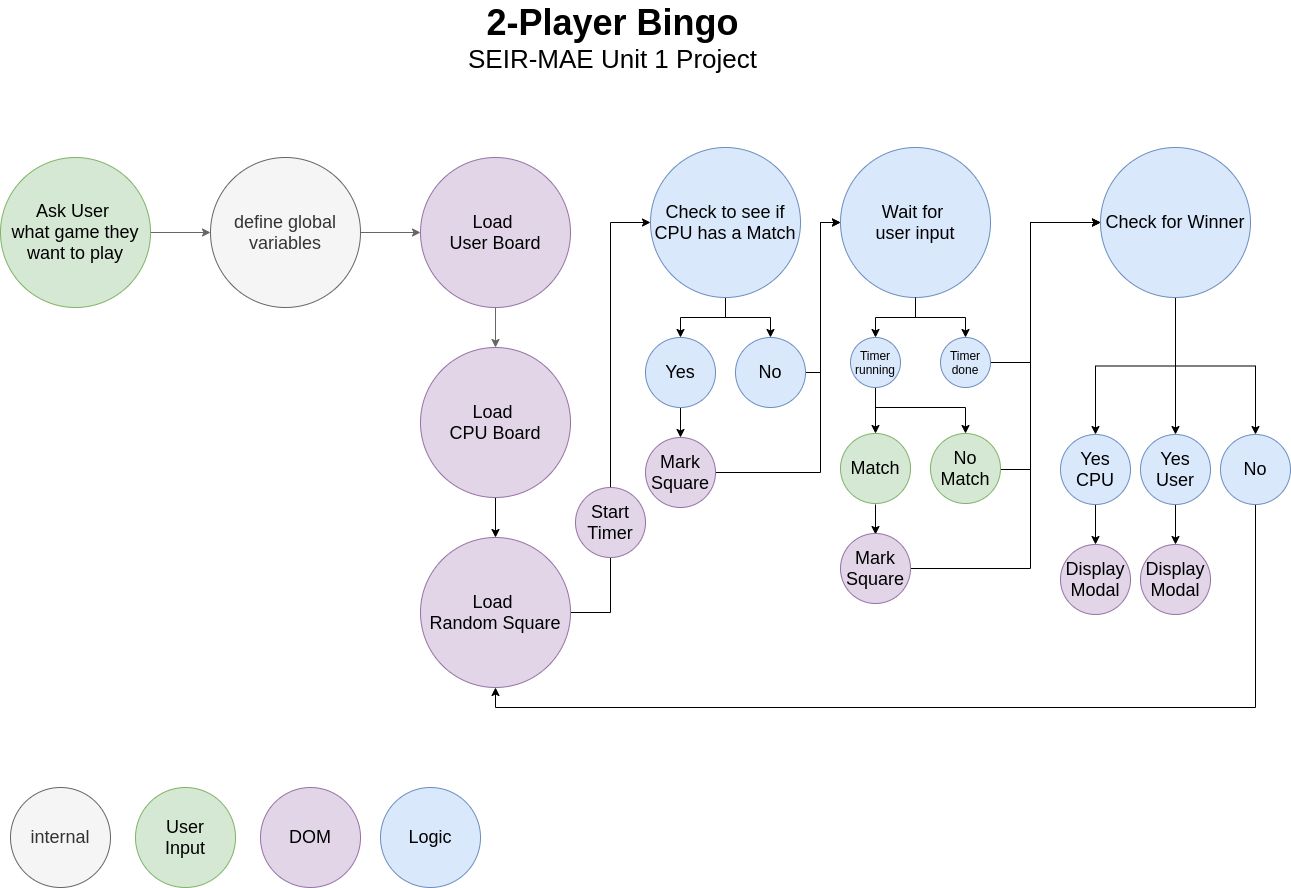 2-Player Bingo
SEIR-MAE Unit 1 Project
Ask User
what game they
want to play
define global
variables
Load
User Board
Check to see if
CPU has a Match
Wait for
user input
Check for Winner
Yes
No
Timer
running
Timer
done
Load
CPU Board
Mark
Square
Match
No
Match
Yes
CPU
Yes
User
No
Start
Timer
Mark
Square
Display
Modal
Display
Modal
Load
Random Square
internal
User
Input
DOM
Logic